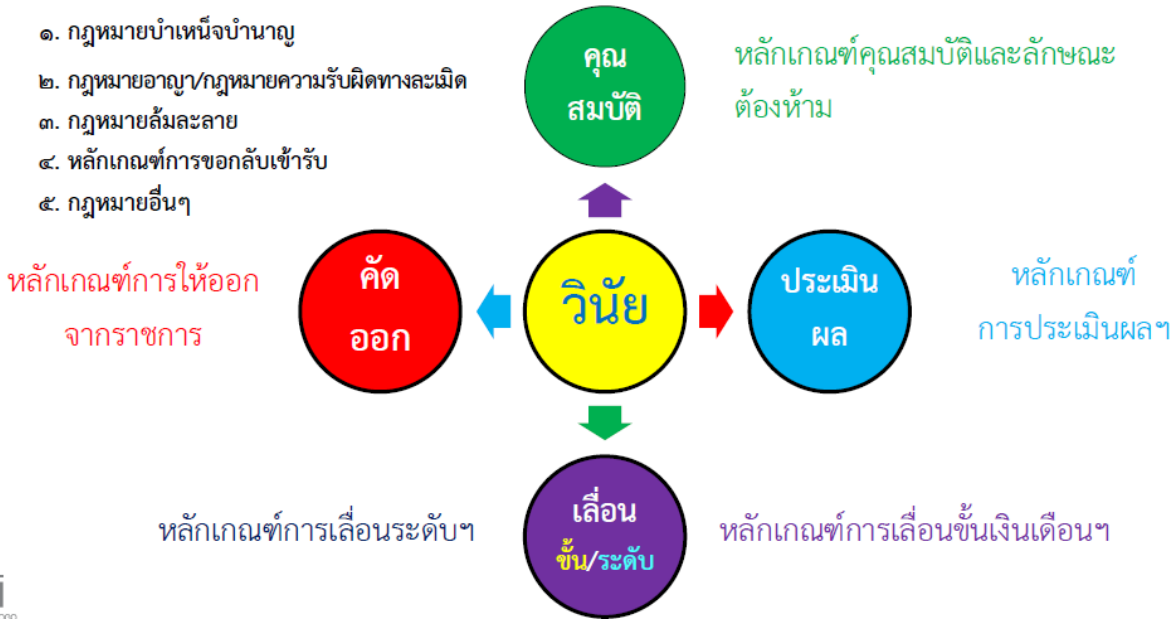 ๑. กฎหมายบำเหน็จบำนาญ
๒. กฎหมายอาญา/กฎหมายความรับผิดทางละเมิด
๓. กฎหมายล้มละลาย
๔. หลักเกณฑ์การขอกลับเข้ารับ
๕. กฎหมายอื่นๆ
คุณ
สมบัติ
หลักเกณฑ์คุณสมบัติและลักษณะ
ต้องห้าม
หลักเกณฑ์การให้ออก
จากราชการ
คัด
ออก
วินัย
ประเมิน
ผล
หลักเกณฑ์
การประเมินผลฯ
หลักเกณฑ์การเลื่อนระดับฯ
เลื่อน
ขั้น/ระดับ
หลักเกณฑ์การเลื่อนขั้นเงินเดือนฯ